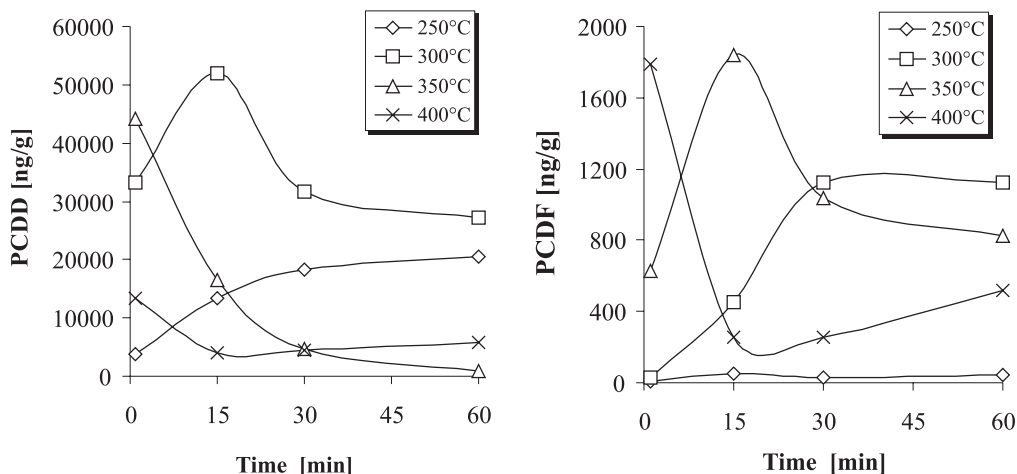 PCDD [ng/g]
60000
50000
40000
30000
20000
10000
0
0 15 30 45 60
Time [min]
250°C
300°C
350°C
400°C
PCDF [ng/g]
2000
1600
1200
800
400
0
0 15 30 45 60
Time [min]
250°C
300°C
350°C
400°C